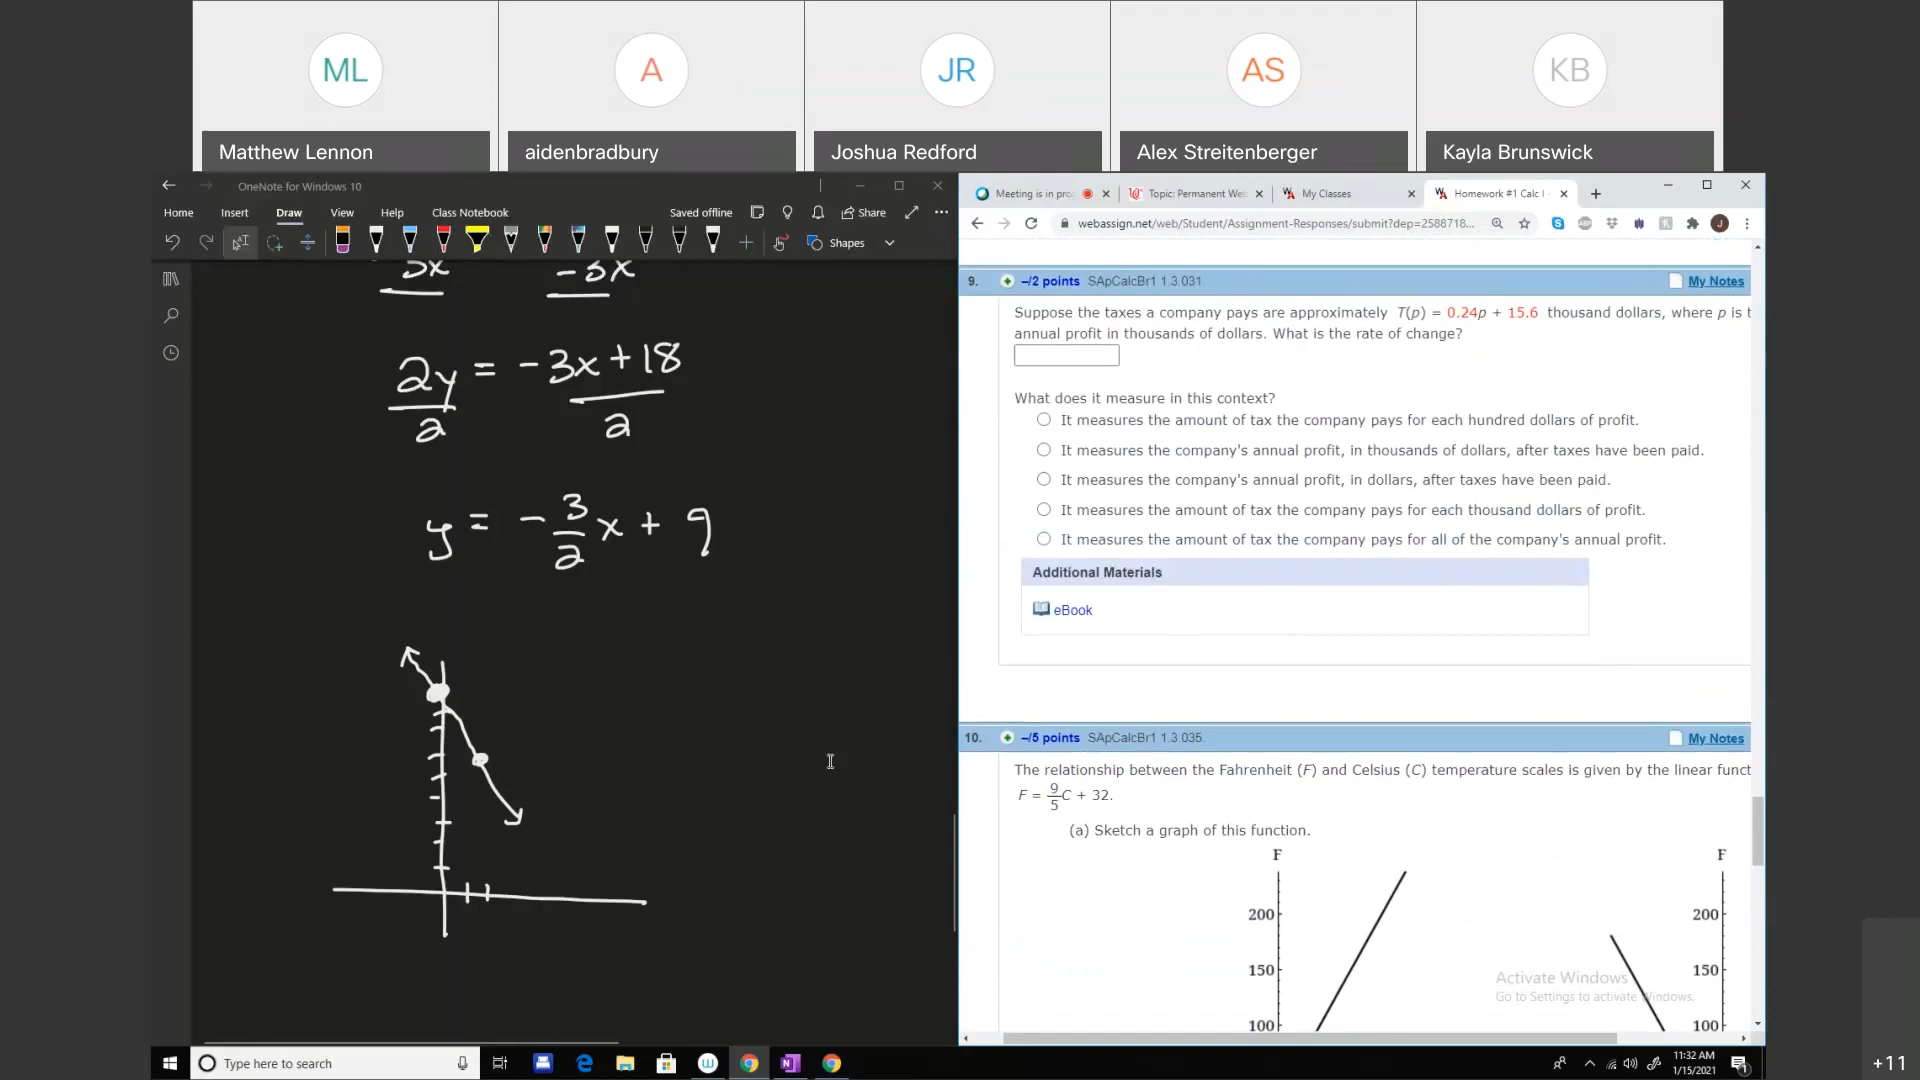 ML A JR AS KB
Matthew Lennon aidenbradbury Joshua Redford Alex Streitenberger Kayla Brunswick
OneNote for Windows 10
Home Insert Draw View Help Class Notebook Saved offline Share
Shapes
-3x
2y = -3x+18
2 2
y = -3/2 x + 9
Meeting is in pro Topic: Permanent Web My Classes Homework #1 Calc I -
webassign.net/web/Student/Assignment-Responses/submit?dep=2588718...
9. –/2 points SApCalcBr1 1.3.031. My Notes
Suppose the taxes a company pays are approximately T(p) = 0.24p + 15.6 thousand dollars, where p is t
annual profit in thousands of dollars. What is the rate of change?
What does it measure in this context?
It measures the amount of tax the company pays for each hundred dollars of profit.
It measures the company's annual profit, in thousands of dollars, after taxes have been paid.
It measures the company's annual profit, in dollars, after taxes have been paid.
It measures the amount of tax the company pays for each thousand dollars of profit.
It measures the amount of tax the company pays for all of the company's annual profit.
Additional Materials
eBook
10. –/5 points SApCalcBr1 1.3.035. My Notes
The relationship between the Fahrenheit (F) and Celsius (C) temperature scales is given by the linear funct
F = 9/5 C + 32.
(a) Sketch a graph of this function.
F F
200 200
150 150
100 100
Activate Windows
Go to Settings to activate Windows.
Type here to search
11:32 AM
1/15/2021
+11